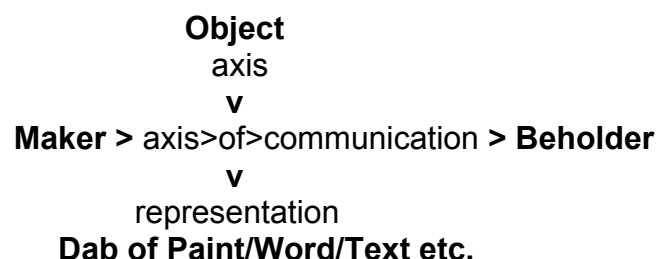 Object
axis
v
Maker > axis>of>communication > Beholder
v
representation
Dab of Paint/Word/Text etc.